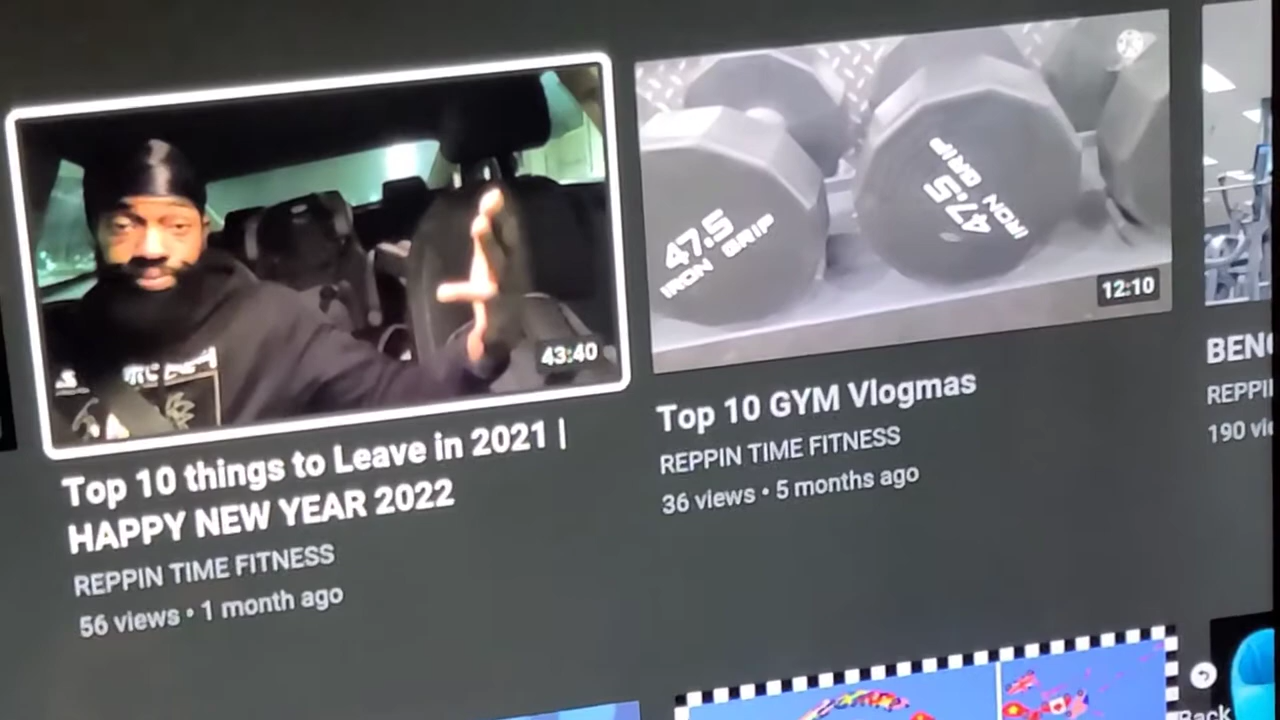 43:40
Top 10 things to Leave in 2021 |
HAPPY NEW YEAR 2022
REPPIN TIME FITNESS
56 views • 1 month ago
47.5
IRON GRIP
47.5
IRON GRIP
12:10
Top 10 GYM Vlogmas
REPPIN TIME FITNESS
36 views • 5 months ago
BEN
REPPI
190 vi
Back